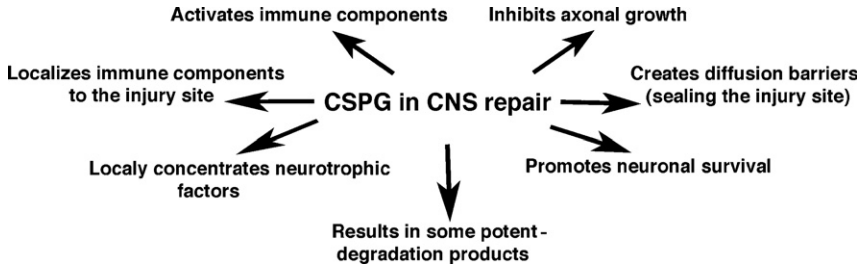 Activates immune components
Inhibits axonal growth
Localizes immune components
to the injury site
CSPG in CNS repair
Creates diffusion barriers
(sealing the injury site)
Localy concentrates neurotrophic
factors
Promotes neuronal survival
Results in some potent-
degradation products